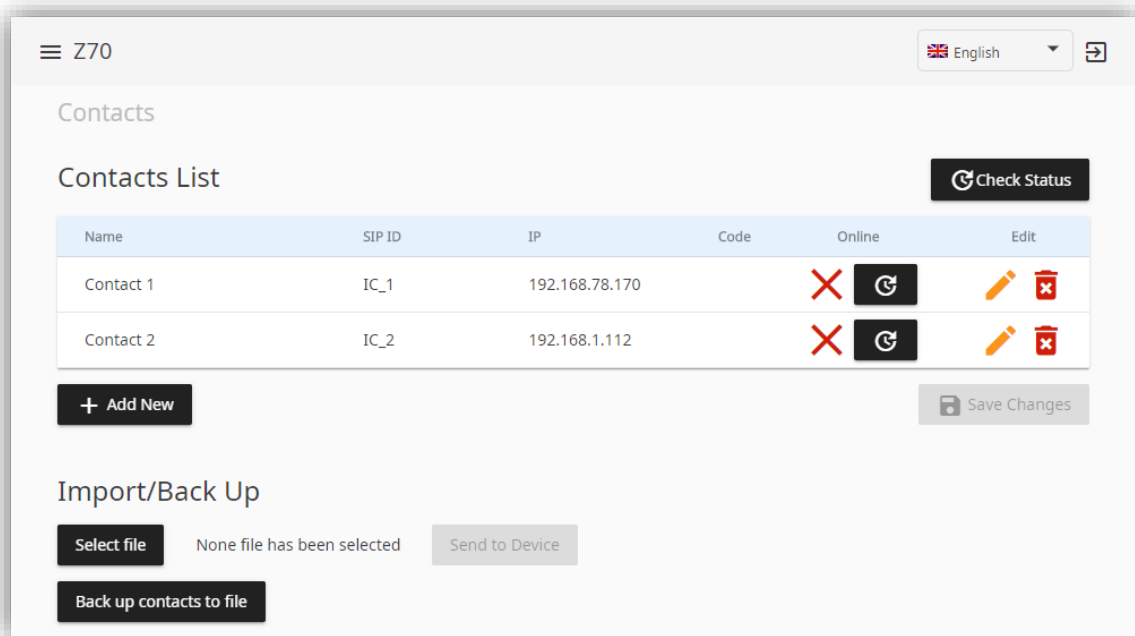 Z70 English
Contacts
Contacts List Check Status
Name SIP ID IP Code Online Edit
Contact 1 IC_1 192.168.78.170
Contact 2 IC_2 192.168.1.112
Add New Save Changes
Import/Back Up
Select file None file has been selected Send to Device
Back up contacts to file